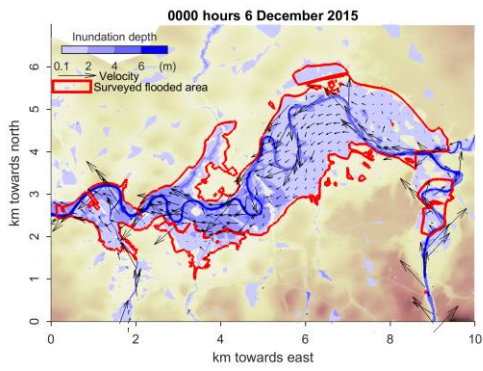 0000 hours 6 December 2015
Inundation depth
0.1 2 4 6 (m)
Velocity
Surveyed flooded area
km towards north
6
5
4
3
2
1
0
0 2 4 6 8 10
km towards east